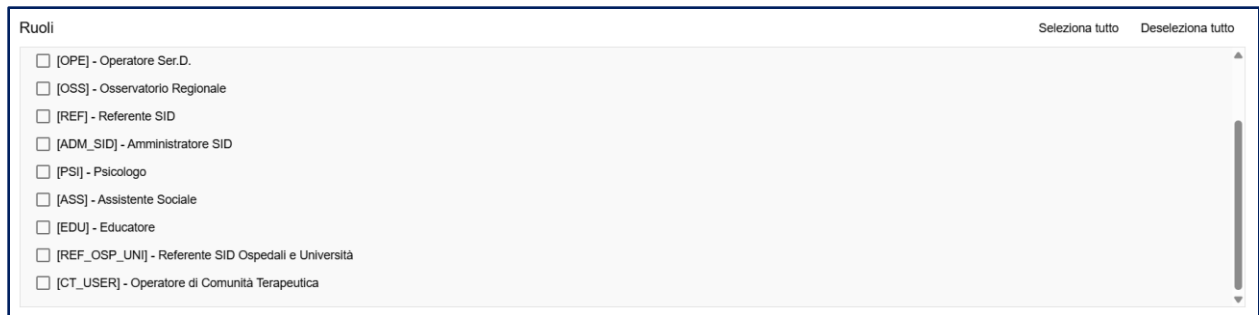 Ruoli Seleziona tutto Deseleziona tutto
[OPE] - Operatore Ser.D.
[OSS] - Osservatorio Regionale
[REF] - Referente SID
[ADM_SID] - Amministratore SID
[PSI] - Psicologo
[ASS] - Assistente Sociale
[EDU] - Educatore
[REF_OSP_UNI] - Referente SID Ospedali e Università
[CT_USER] - Operatore di Comunità Terapeutica